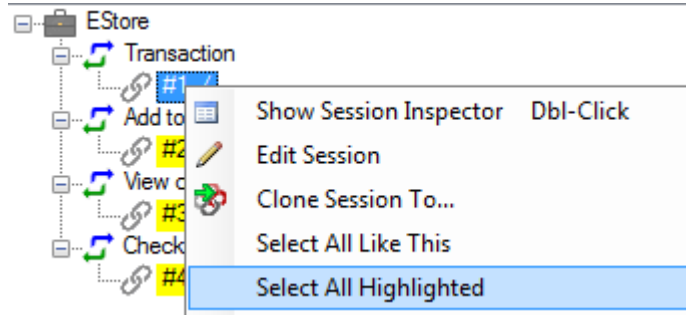 EStore
Transaction
#1 /
Add to
#2
View
#3
Check
#4
Show Session Inspector Dbl-Click
Edit Session
Clone Session To...
Select All Like This
Select All Highlighted